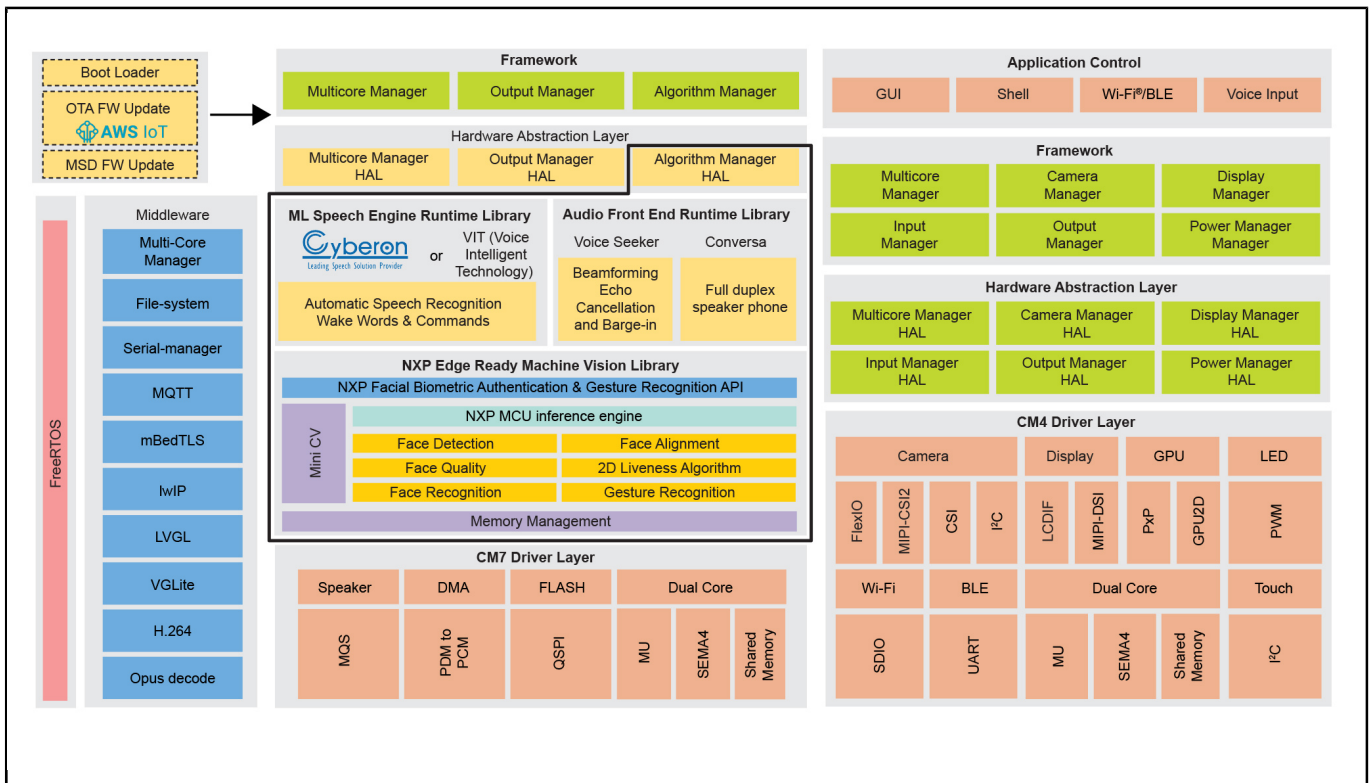 Boot Loader
OTA FW Update
AWS IoT
MSD FW Update
FreeRTOS
Middleware
Multi-Core
Manager
File-system
Serial-manager
MQTT
mBedTLS
IwIP
LVGL
VGLite
H.264
Opus decode
Framework
Multicore Manager
Output Manager
Algorithm Manager
Hardware Abstraction Layer
Multicore Manager
HAL
Output Manager
HAL
Algorithm Manager
HAL
ML Speech Engine Runtime Library
Cyberon
Leading Speech Solution Provider
or
VIT (Voice
Intelligent
Technology)
Automatic Speech Recognition
Wake Words & Commands
Audio Front End Runtime Library
Voice Seeker
Beamforming
Echo
Cancellation
and Barge-in
Conversa
Full duplex
speaker phone
NXP Edge Ready Machine Vision Library
NXP Facial Biometric Authentication & Gesture Recognition API
Mini CV
NXP MCU inference engine
Face Detection
Face Alignment
Face Quality
2D Liveness Algorithm
Face Recognition
Gesture Recognition
Memory Management
CM7 Driver Layer
Speaker
DMA
FLASH
Dual Core
MQS
PDM to
PCM
QSPI
MU
SEMA4
Shared
Memory
Application Control
GUI
Shell
Wi-Fi®/BLE
Voice Input
Framework
Multicore
Manager
Camera
Manager
Display
Manager
Input
Manager
Output
Manager
Power Manager
Manager
Hardware Abstraction Layer
Multicore Manager
HAL
Camera Manager
HAL
Display Manager
HAL
Input Manager
HAL
Output Manager
HAL
Power Manager
HAL
CM4 Driver Layer
Camera
Display
GPU
LED
FlexIO
MIPI-CSI2
CSI
I²C
LCDIF
MIPI-DSI
PxP
GPU2D
PWM
Wi-Fi
BLE
Dual Core
Touch
SDIO
UART
MU
SEMA4
Shared
Memory
I²C